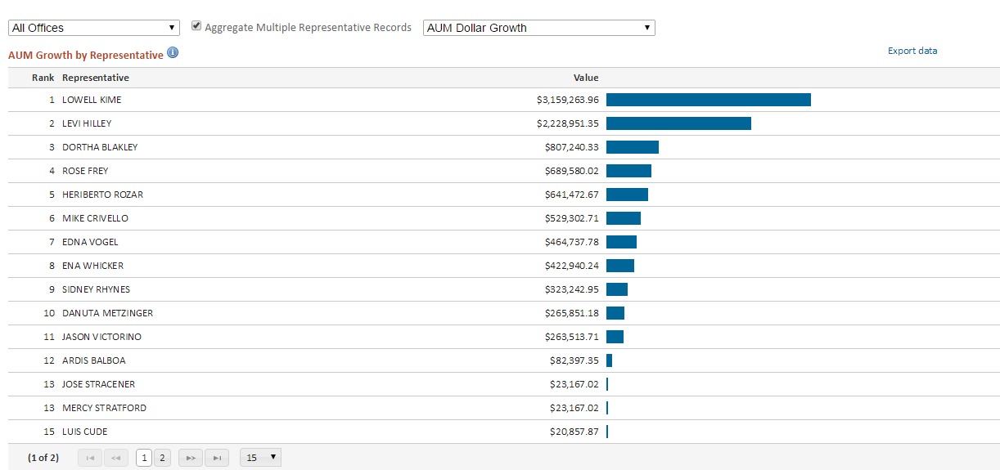 All Offices Aggregate Multiple Representative Records AUM Dollar Growth
AUM Growth by Representative Export data
Rank Representative Value
1 LOWELL KIME $3,159,263.96
2 LEVI HILLEY $2,228,951.35
3 DORTHA BLAKLEY $807,240.33
4 ROSE FREY $689,580.02
5 HERIBERTO ROZAR $641,472.67
6 MIKE CRIVELLO $529,302.71
7 EDNA VOGEL $464,737.78
8 ENA WHICKER $422,940.24
9 SIDNEY RHYNES $323,242.95
10 DANUTA METZINGER $265,851.18
11 JASON VICTORINO $263,513.71
12 ARDIS BALBOA $82,397.35
13 JOSE STRACENER $23,167.02
13 MERCY STRATFORD $23,167.02
15 LUIS CUDE $20,857.87
(1 of 2) 1 2 15